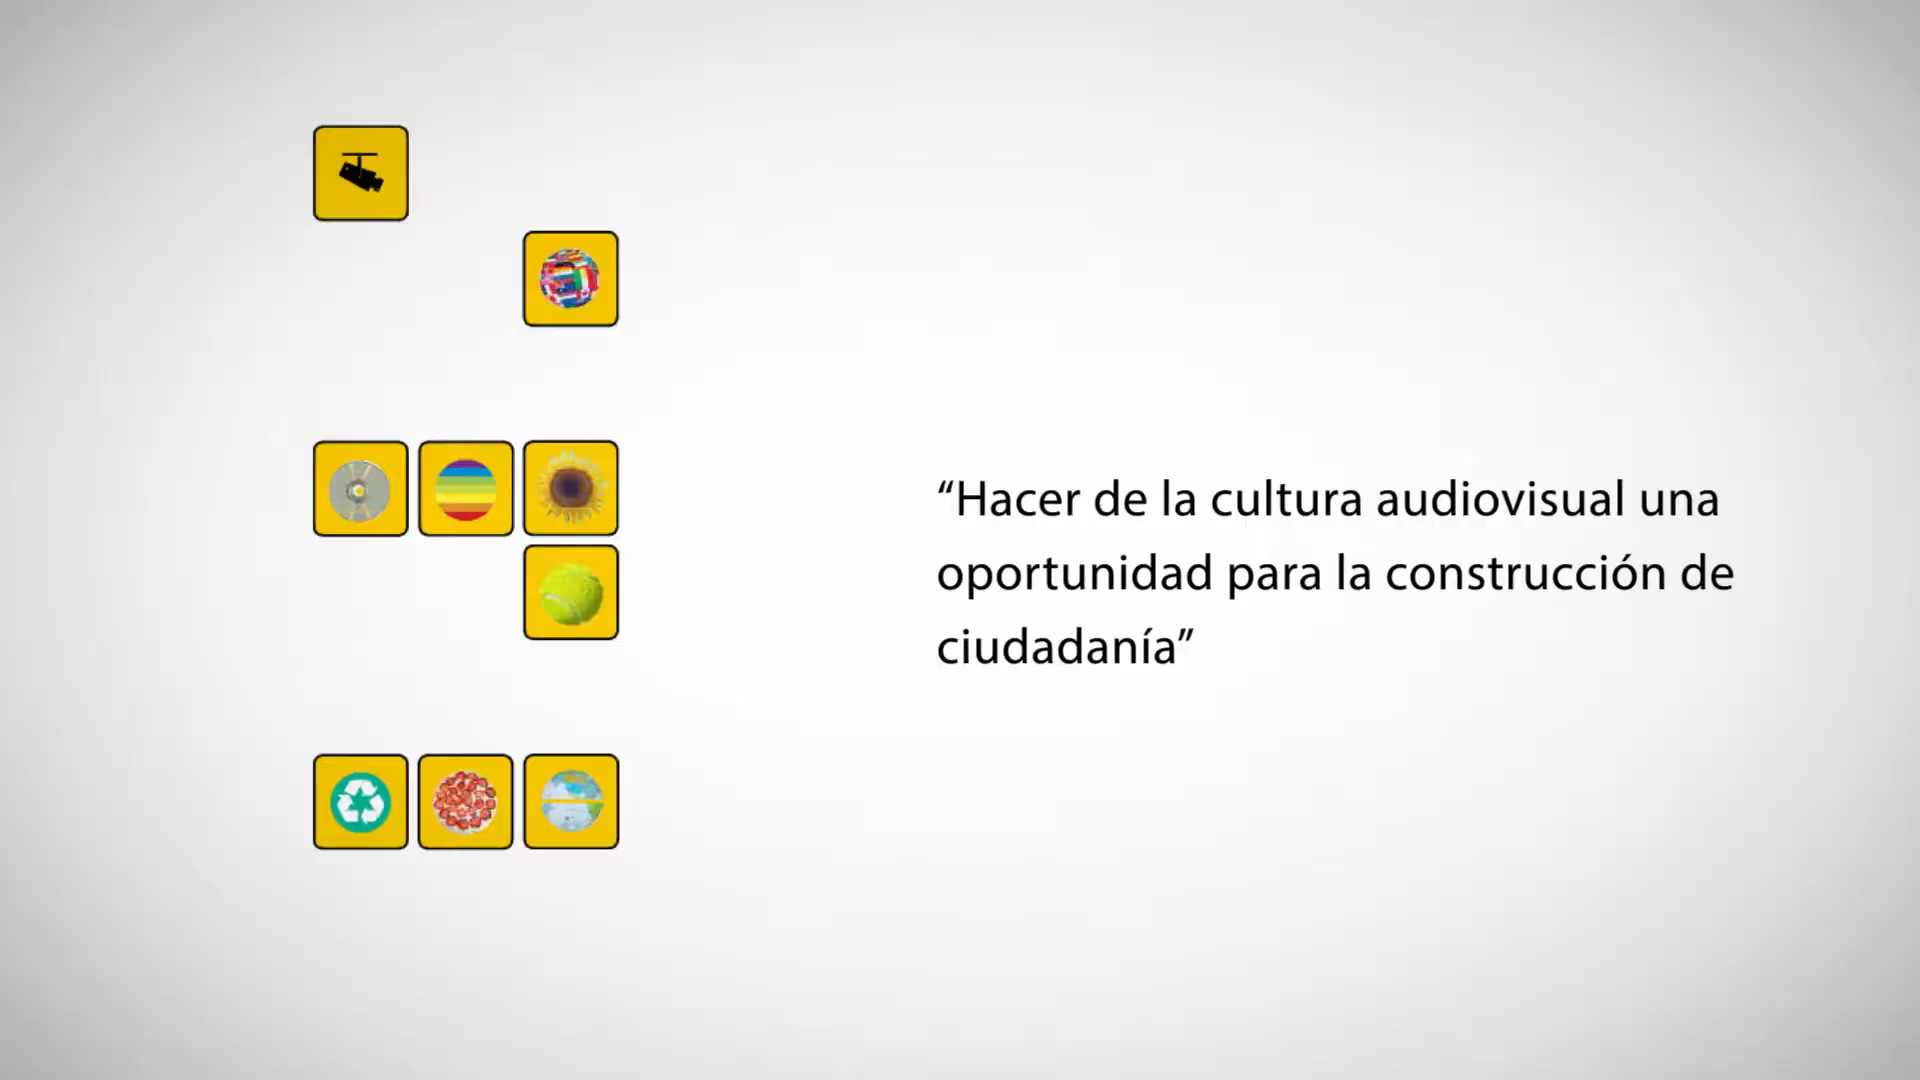 “Hacer de la cultura audiovisual una
oportunidad para la construcción de
ciudadanía”